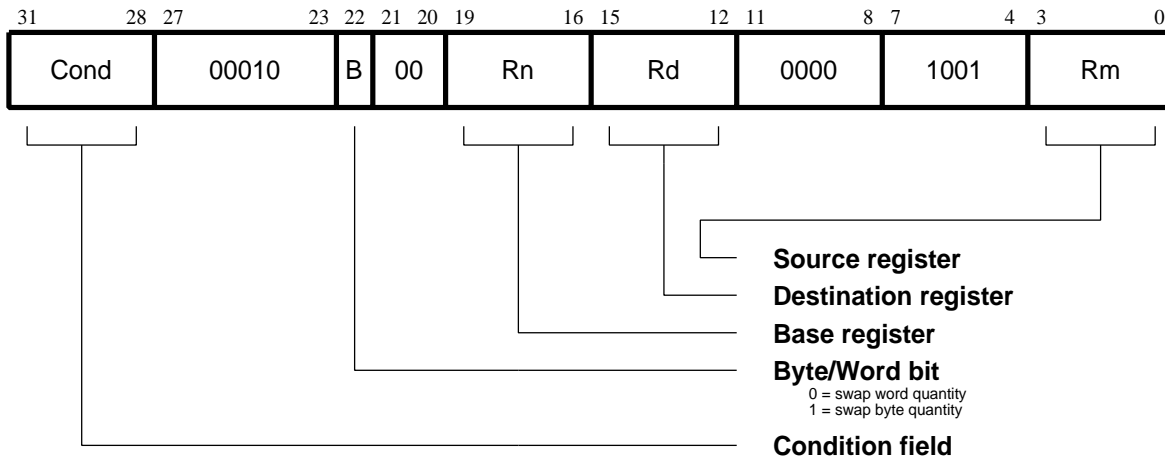 31 28 27 23 22 21 20 19 16 15 12 11 8 7 4 3 0
Cond 00010 B 00 Rn Rd 0000 1001 Rm
Source register
Destination register
Base register
Byte/Word bit
0 = swap word quantity
1 = swap byte quantity
Condition field